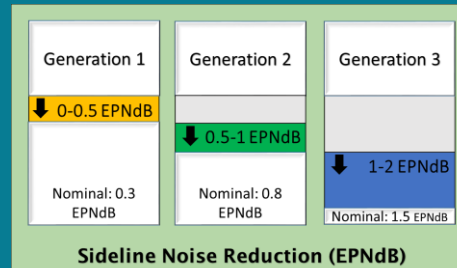 Generation 1
0-0.5 EPNdB
Nominal: 0.3
EPNdB
Generation 2
0.5-1 EPNdB
Nominal: 0.8
EPNdB
Generation 3
1-2 EPNdB
Nominal: 1.5 EPNdB
Sideline Noise Reduction (EPNdB)